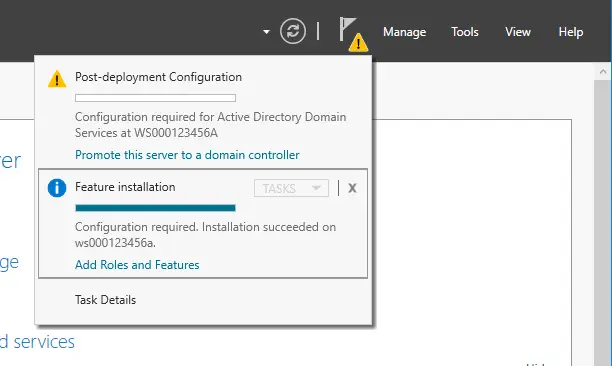 Manage Tools View Help
Post-deployment Configuration
Configuration required for Active Directory Domain
Services at WS000123456A
Promote this server to a domain controller
Feature installation
TASKS
X
Configuration required. Installation succeeded on
ws000123456a.
Add Roles and Features
Task Details
d services